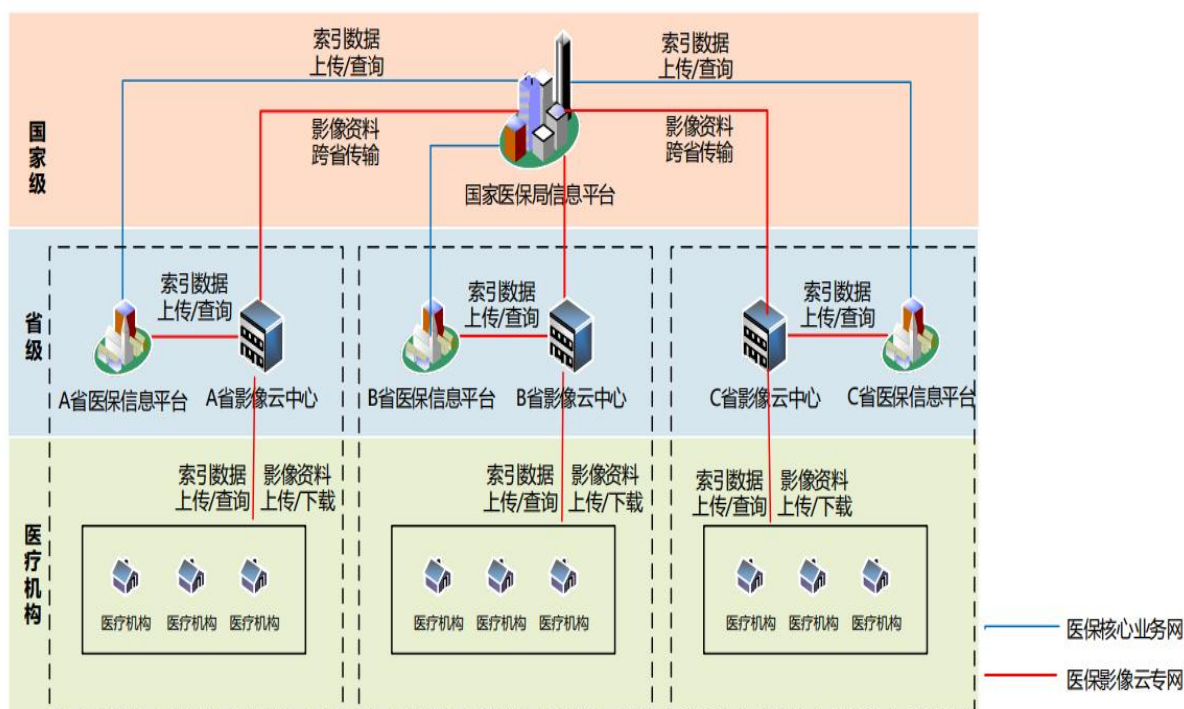 索引数据
上传/查询
索引数据
上传/查询
影像资料
跨省传输
影像资料
跨省传输
国家级
国家医保局信息平台
索引数据
上传/查询
索引数据
上传/查询
索引数据
上传/查询
省级
A省医保信息平台
A省影像云中心
B省医保信息平台
B省影像云中心
C省影像云中心
C省医保信息平台
索引数据
上传/查询
影像资料
上传/下载
索引数据
上传/查询
影像资料
上传/下载
索引数据
上传/查询
影像资料
上传/下载
医疗机构
医疗机构
医疗机构
医疗机构
医疗机构
医疗机构
医疗机构
医疗机构
医疗机构
医疗机构
医保核心业务网
医保影像云专网